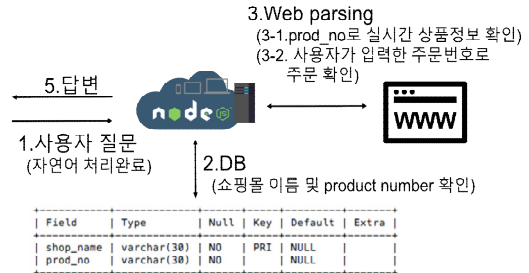 3.Web parsing
(3-1.prod_no로 실시간 상품정보 확인)
(3-2. 사용자가 입력한 주문번호로
주문 확인)
5.답변
node JS
WWW
1.사용자 질문
(자연어 처리완료)
2.DB
(쇼핑몰 이름 및 product number 확인)
| Field | Type | Null | Key | Default | Extra |
| shop_name | varchar(30) | NO | PRI | NULL | |
| prod_no | varchar(30) | NO | | NULL | |